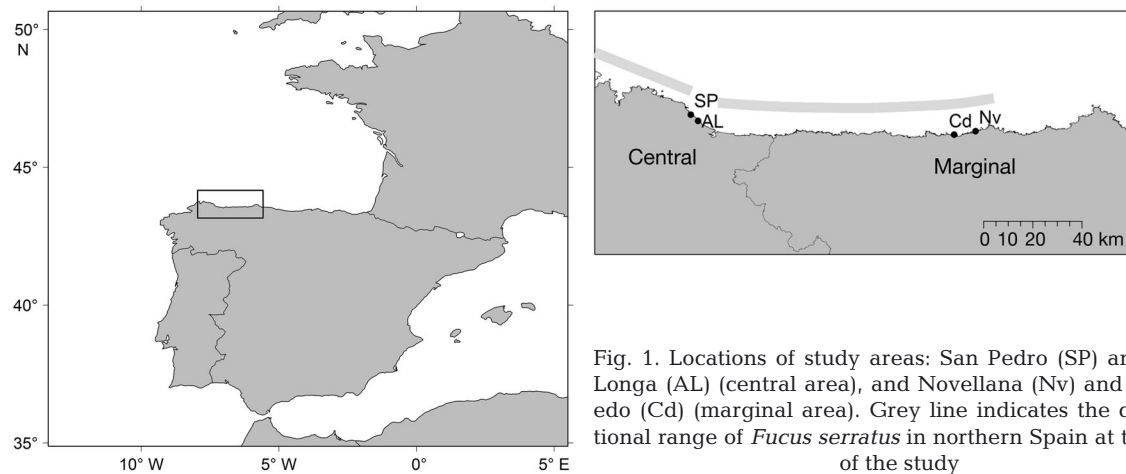 50°
N
45°
40°
35°
10° W
5° W
0°
5° E
SP
AL
Cd Nv
Central
Marginal
0 10 20 40 km
Fig. 1. Locations of study areas: San Pedro (SP) an
Longa (AL) (central area), and Novellana (Nv) and
edo (Cd) (marginal area). Grey line indicates the
tional range of Fucus serratus in northern Spain at
of the study